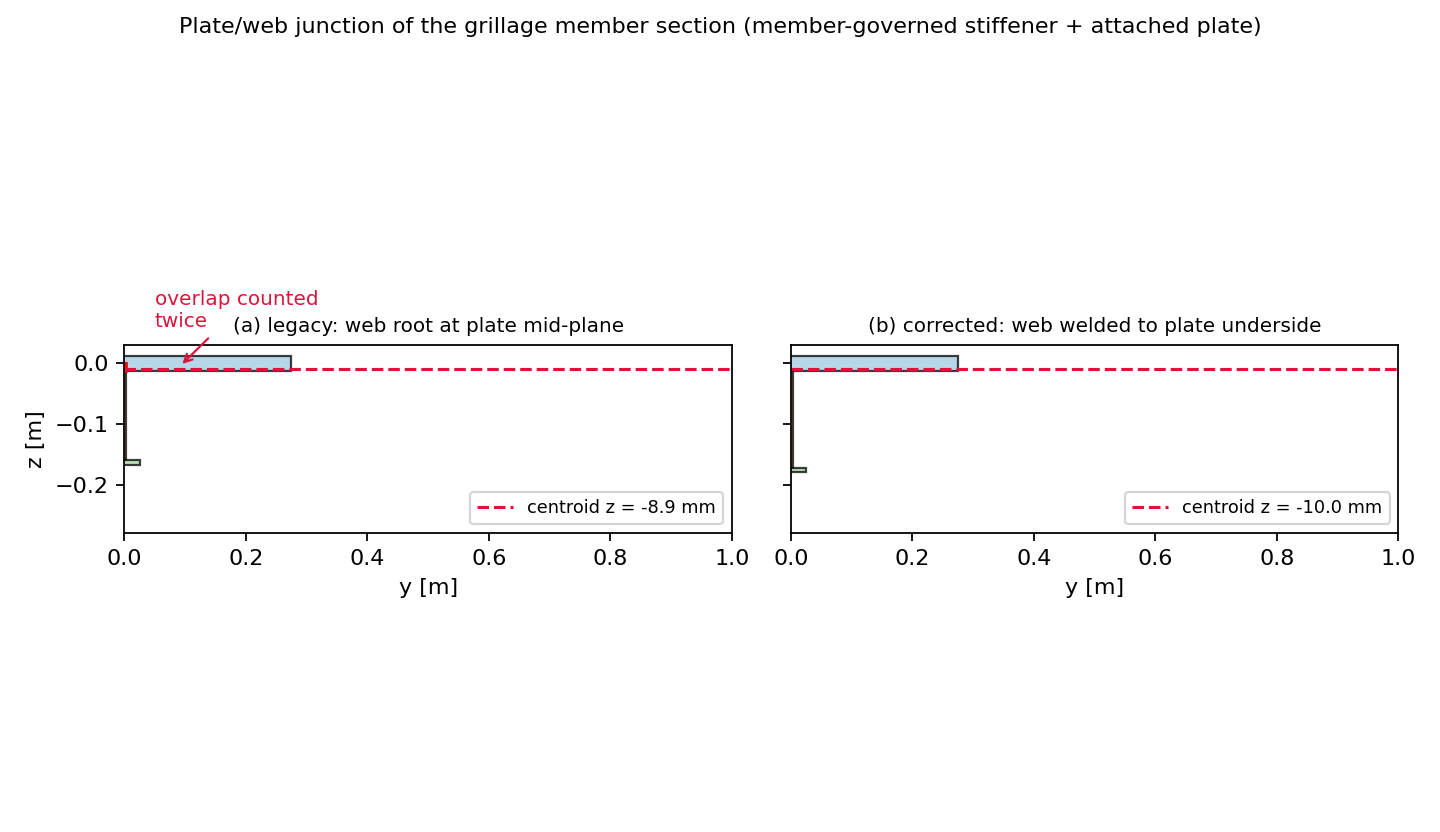 Plate/web junction of the grillage member section (member-governed stiffener + attached plate)
overlap counted
twice
(a) legacy: web root at plate mid-plane
(b) corrected: web welded to plate underside
0.0
−0.1
−0.2
z [m]
centroid z = -8.9 mm
centroid z = -10.0 mm
0.0 0.2 0.4 0.6 0.8 1.0
0.0 0.2 0.4 0.6 0.8 1.0
y [m]
y [m]